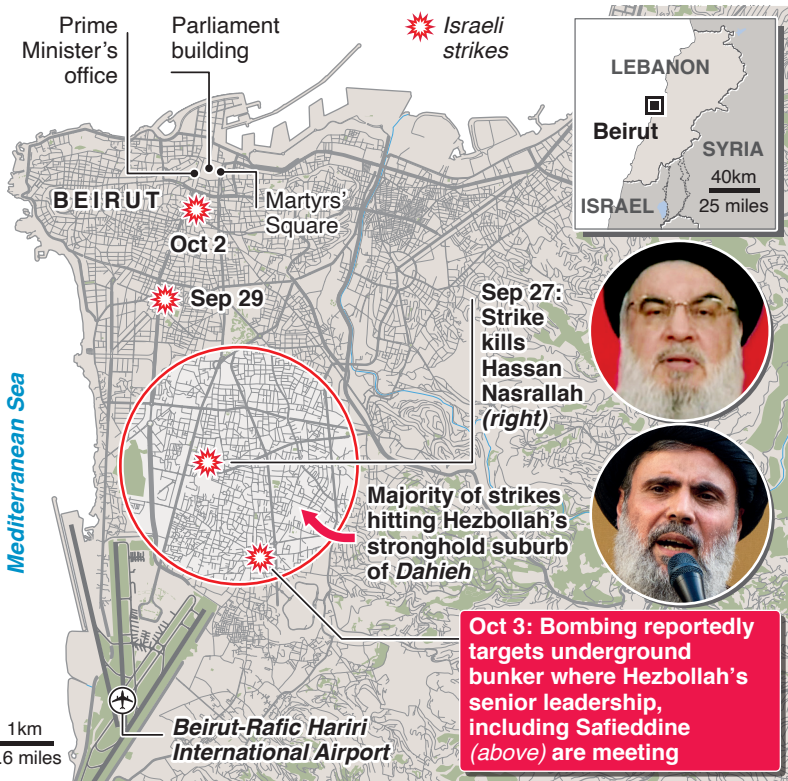 Prime
Minister's
office
Parliament
building
Israeli
strikes
LEBANON
Beirut
SYRIA
40km
25 miles
ISRAEL
BEIRUT
Martyrs'
Square
Oct 2
Sep 29
Sep 27:
Strike
kills
Hassan
Nasrallah
(right)
Mediterranean Sea
Majority of strikes
hitting Hezbollah's
stronghold suburb
of Dahieh
Oct 3: Bombing reportedly
targets underground
bunker where Hezbollah's
senior leadership,
including Safieddine
(above) are meeting
1km
.6 miles
Beirut-Rafic Hariri
International Airport